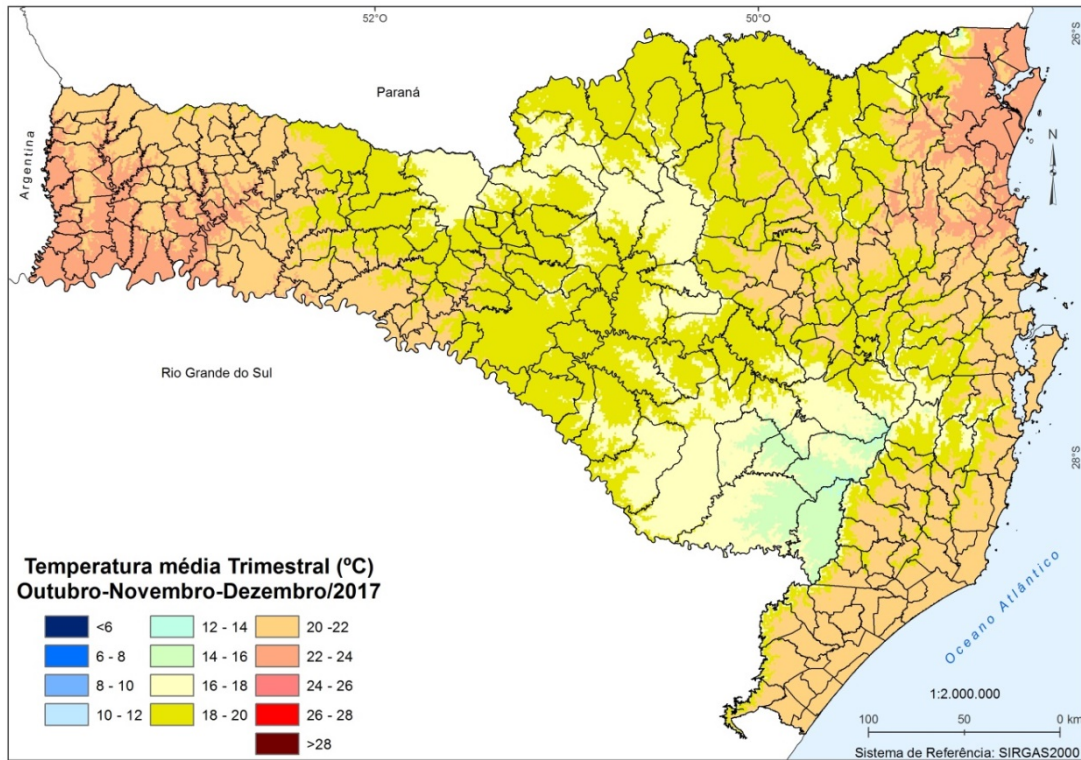 52°O
50°O
26°S
Paraná
Argentina
N
Rio Grande do Sul
28°S
Temperatura média Trimestral (ºC)
Outubro-Novembro-Dezembro/2017
<6
6 - 8
8 - 10
10 - 12
12 - 14
14 - 16
16 - 18
18 - 20
20 -22
22 - 24
24 - 26
26 - 28
>28
Oceano Atlântico
1:2.000.000
100 50 0 km
Sistema de Referência: SIRGAS2000